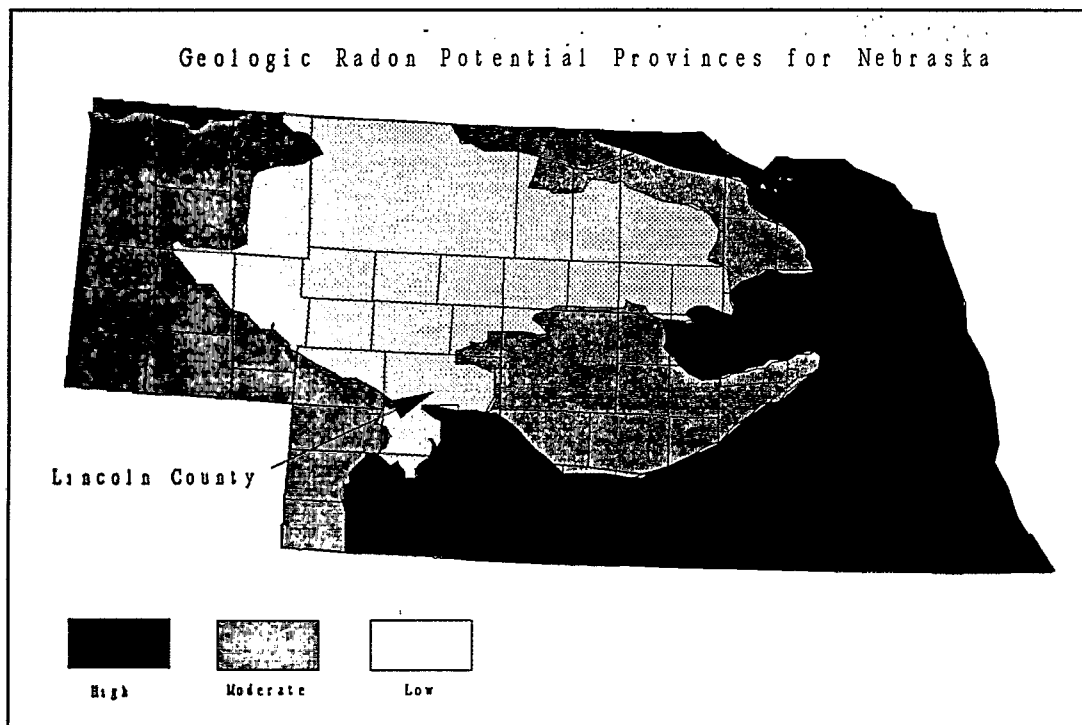 Geologic Radon Potential Provinces for Nebraska
Lincoln County
High
Moderate
Low